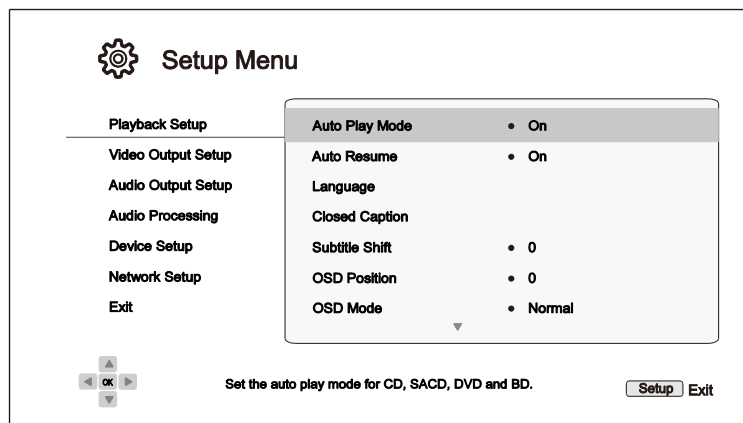 Setup Menu
Playback Setup
Video Output Setup
Audio Output Setup
Audio Processing
Device Setup
Network Setup
Exit
Auto Play Mode • On
Auto Resume • On
Language
Closed Caption
Subtitle Shift • 0
OSD Position • 0
OSD Mode • Normal
OK
Set the auto play mode for CD, SACD, DVD and BD.
Setup Exit